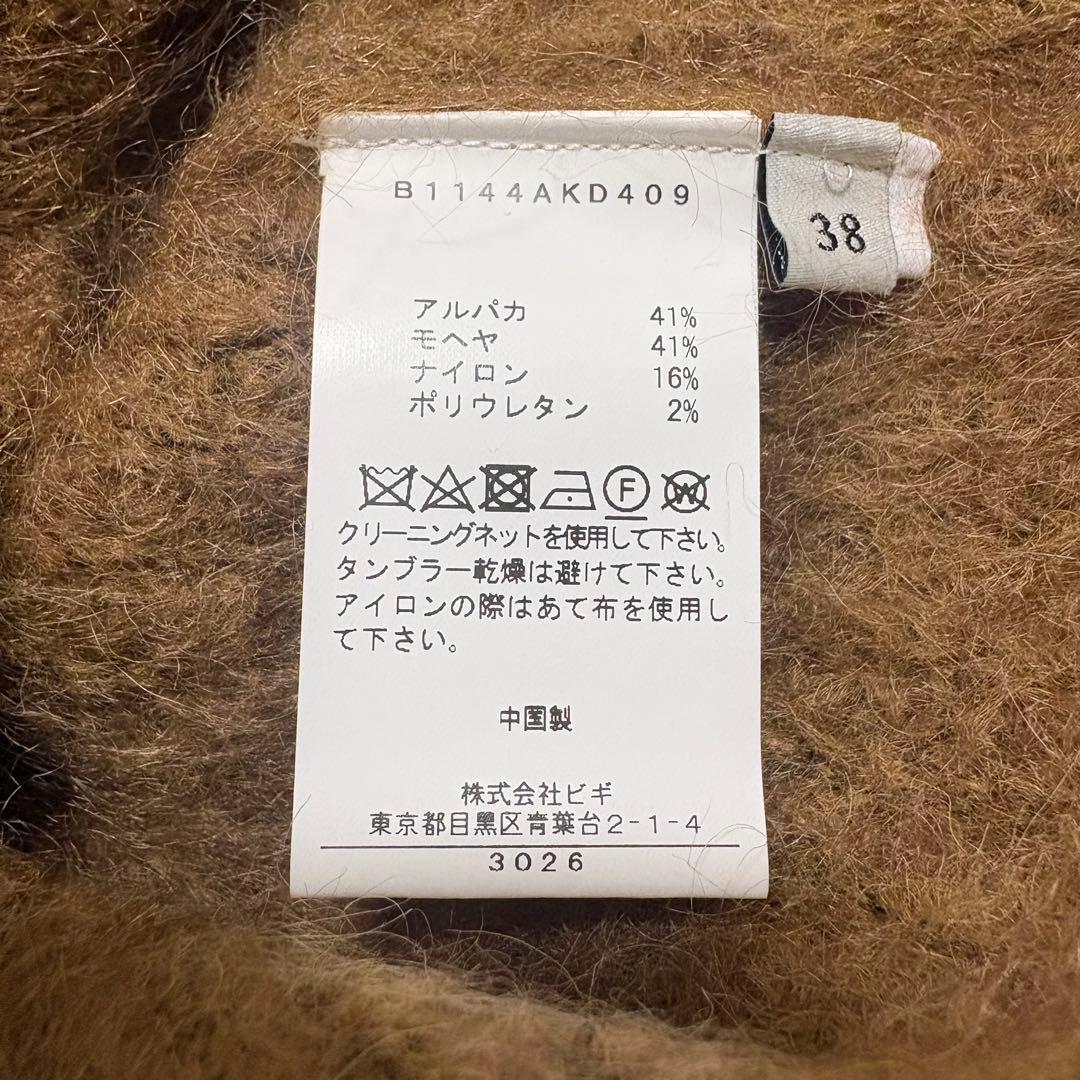 B1144AKD409
38
アルパカ 41%
モヘヤ 41%
ナイロン 16%
ポリウレタン 2%
F W
クリーニングネットを使用して下さい。
タンブラー乾燥は避けて下さい。
アイロンの際はあて布を使用し
て下さい。
中国製
株式会社ビギ
東京都目黒区青葉台2-1-4
3026